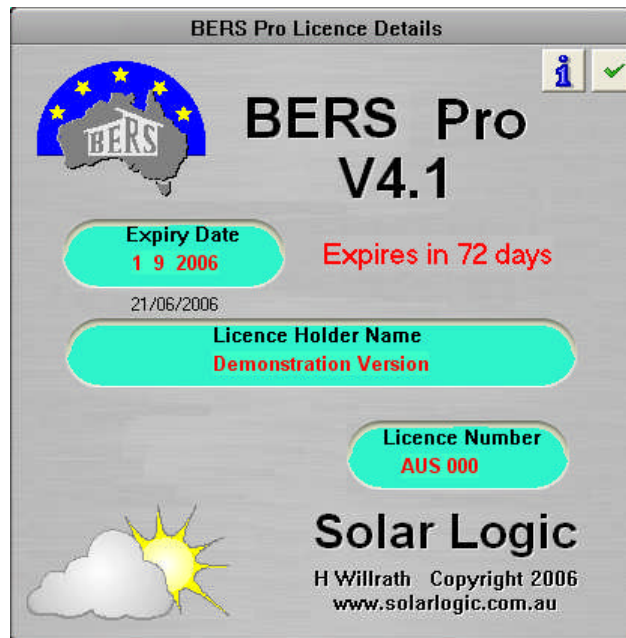 BERS Pro Licence Details
BERS
BERS Pro
V4.1
Expiry Date
1 9 2006
Expires in 72 days
21/06/2006
Licence Holder Name
Demonstration Version
Licence Number
AUS 000
Solar Logic
H Willrath Copyright 2006
www.solarlogic.com.au